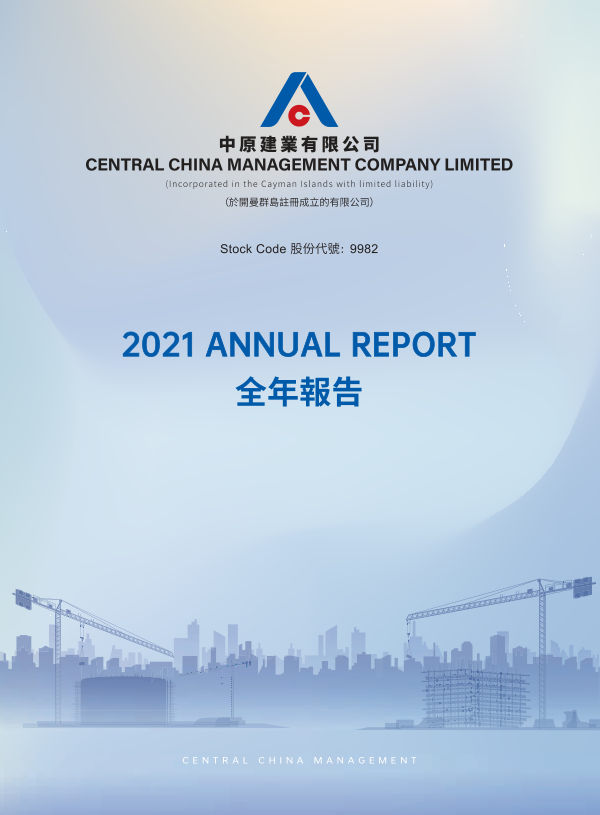 中原建業有限公司
CENTRAL CHINA MANAGEMENT COMPANY LIMITED
(Incorporated in the Cayman Islands with limited liability)
(於開曼群島註冊成立的有限公司)
Stock Code 股份代號：9982
2021 ANNUAL REPORT
全年報告
CENTRAL CHINA MANAGEMENT